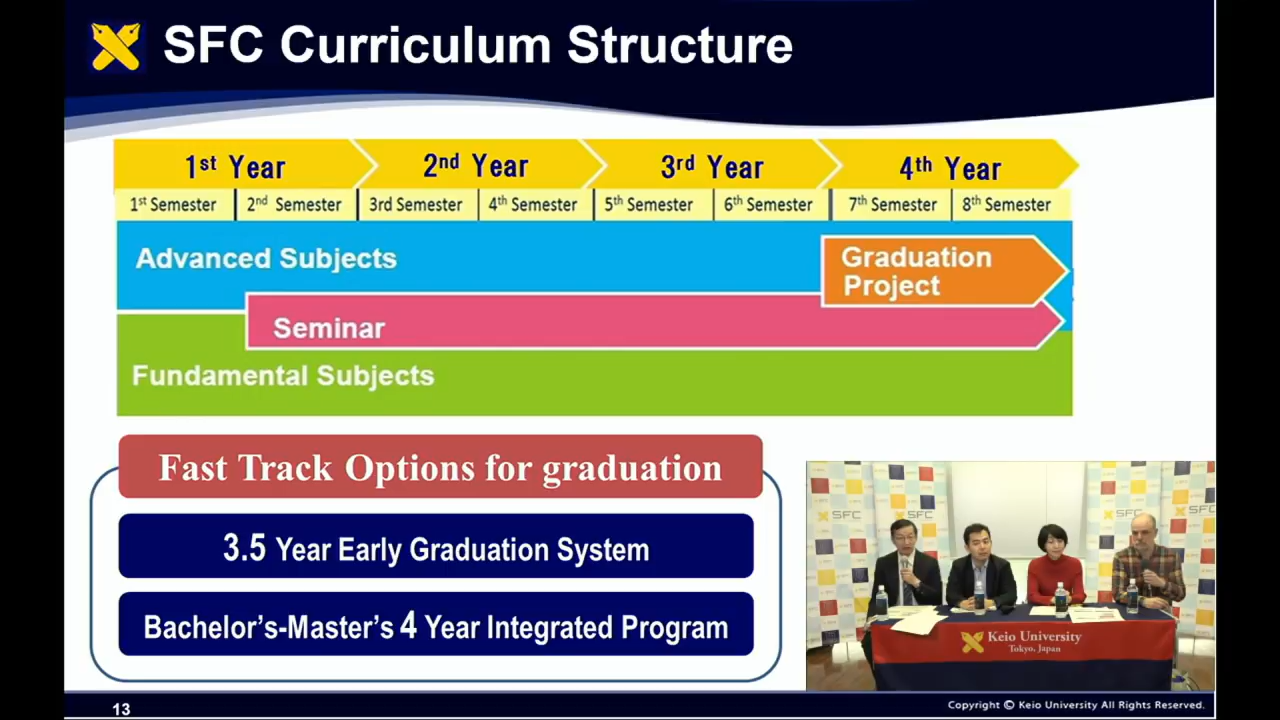 SFC Curriculum Structure
1st Year
2nd Year
3rd Year
4th Year
1st Semester
2nd Semester
3rd Semester
4th Semester
5th Semester
6th Semester
7th Semester
8th Semester
Advanced Subjects
Graduation
Project
Seminar
Fundamental Subjects
Fast Track Options for graduation
3.5 Year Early Graduation System
Bachelor’s-Master’s 4 Year Integrated Program
SFC
SFC
SFC
Keio University
Tokyo, Japan
13
Copyright © Keio University All Rights Reserved.